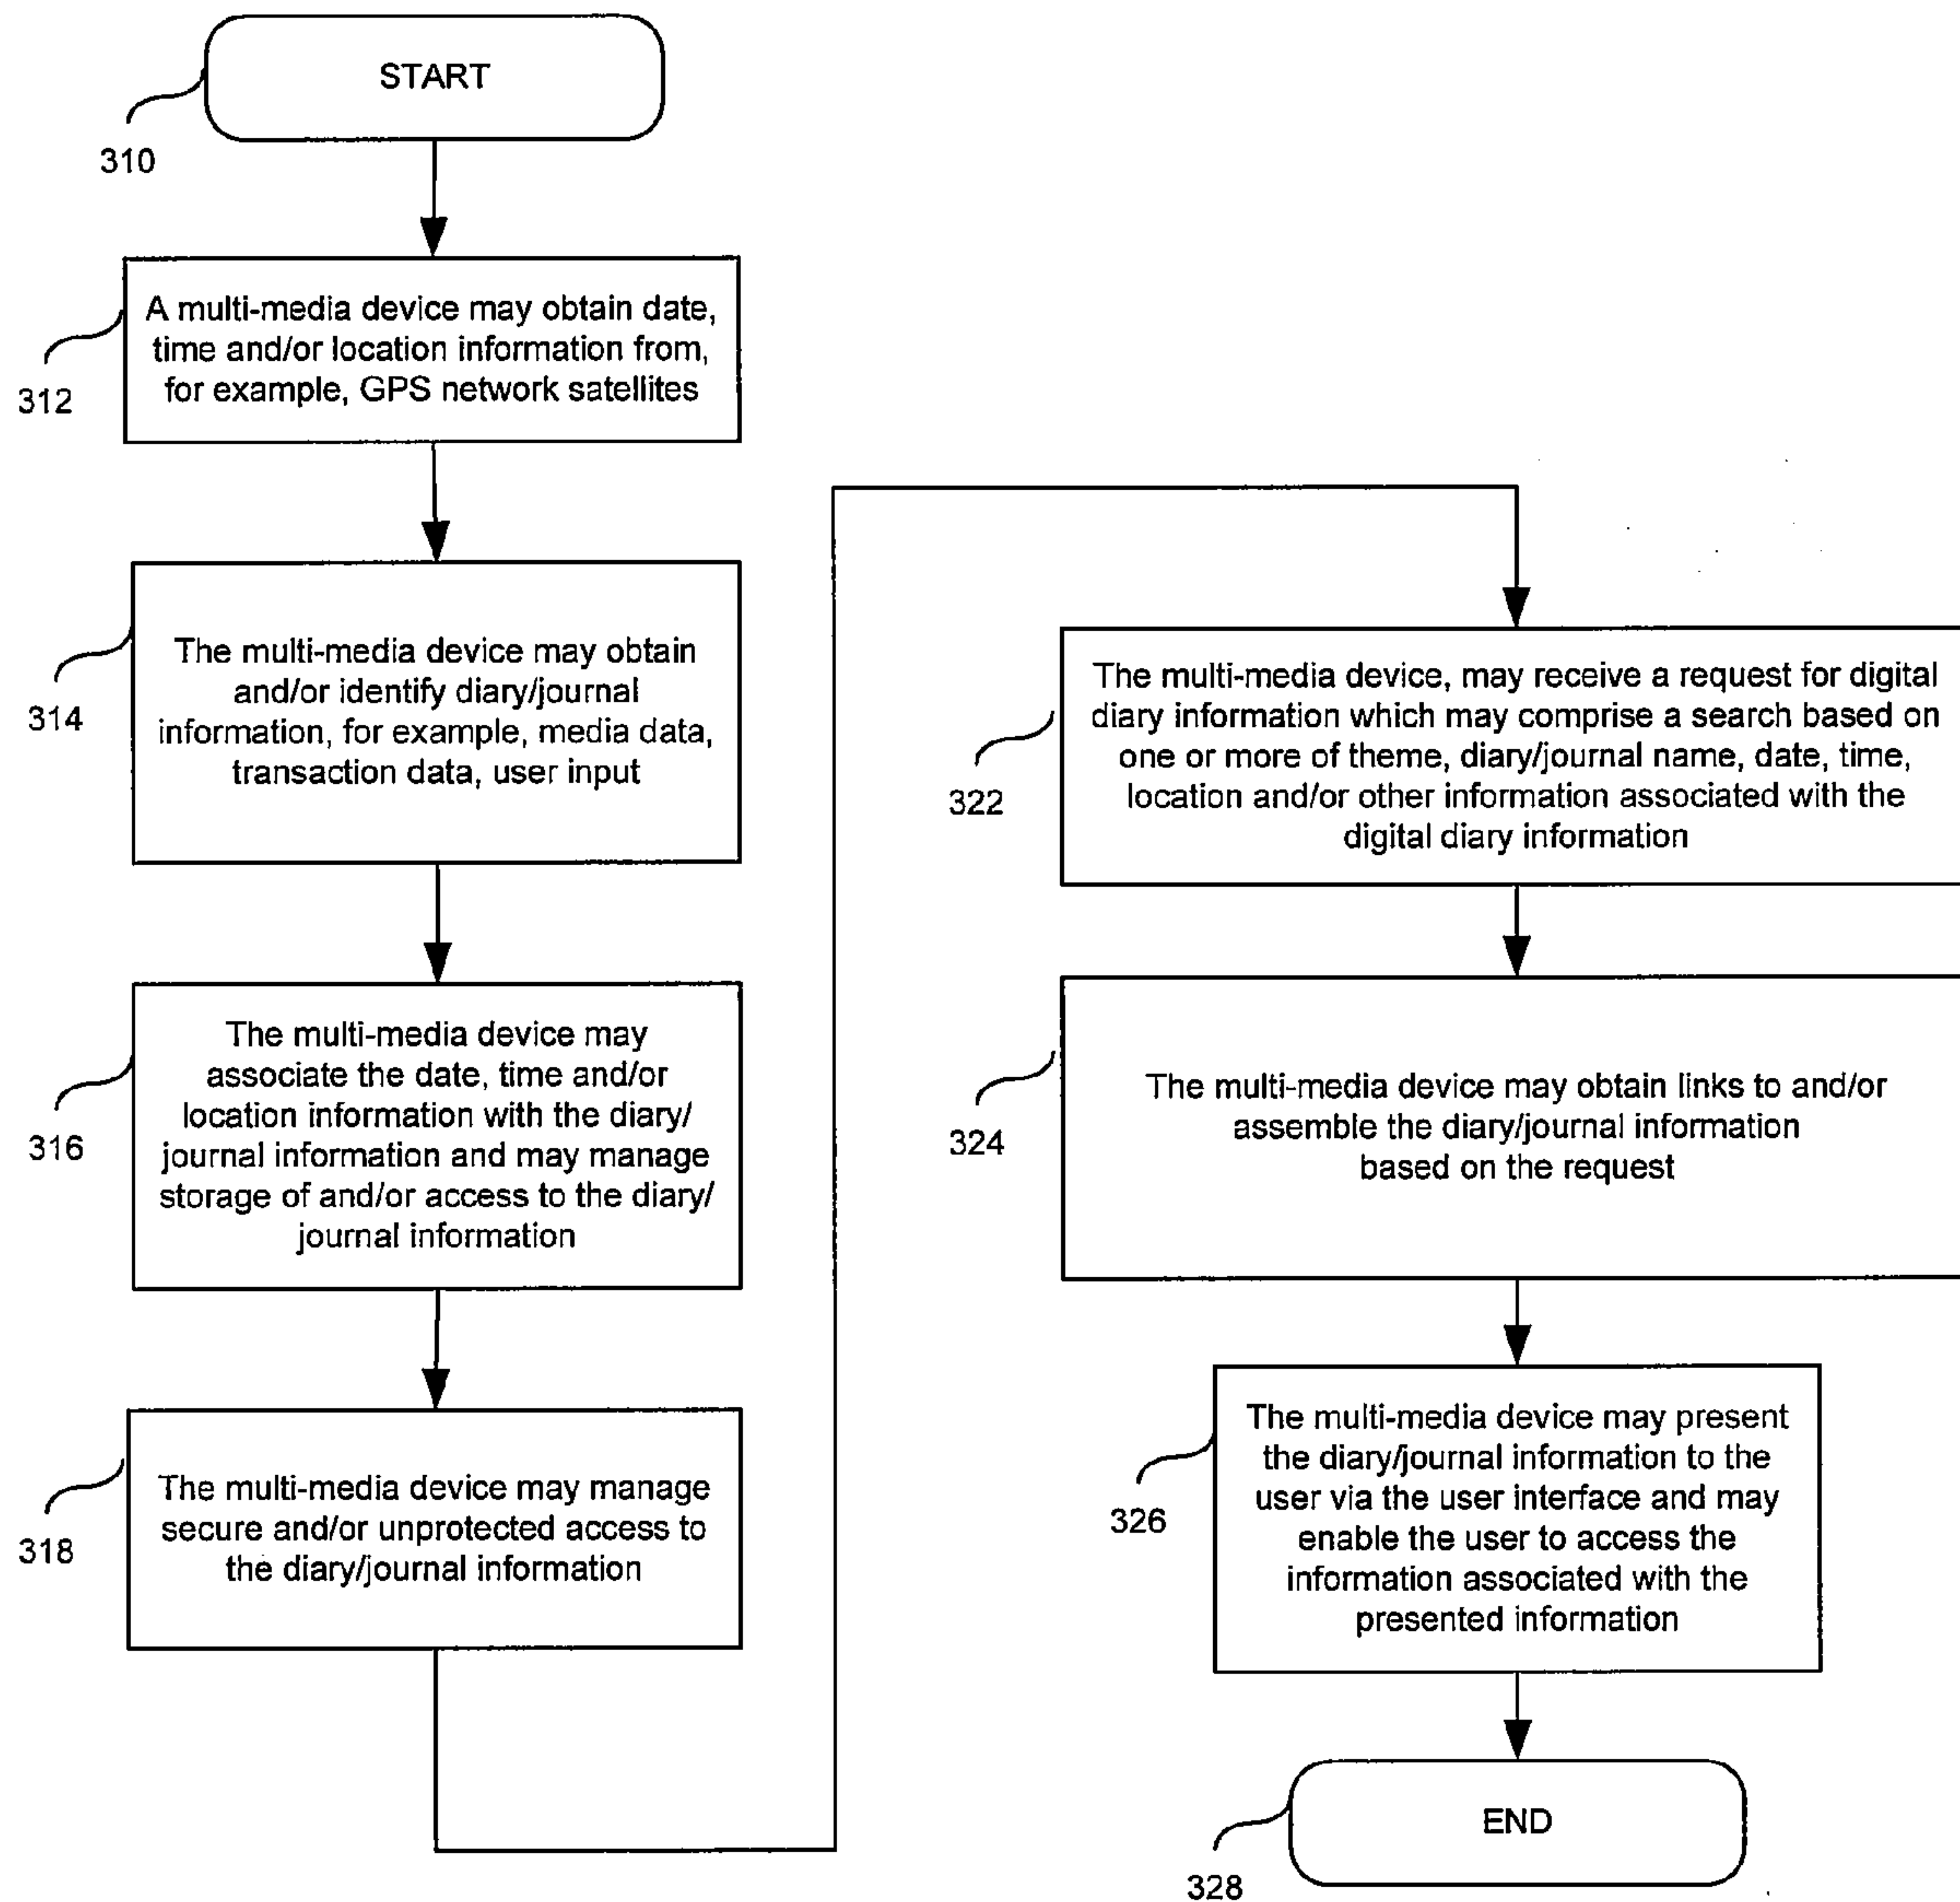 START
310
A multi-media device may obtain date,
time and/or location information from,
for example, GPS network satellites
312
The multi-media device may obtain
and/or identify diary/journal
information, for example, media data,
transaction data, user input
314
The multi-media device may
associate the date, time and/or
location information with the diary/
journal information and may manage
storage of and/or access to the diary/
journal information
316
The multi-media device may manage
secure and/or unprotected access to
the diary/journal information
318
The multi-media device, may receive a request for digital
diary information which may comprise a search based on
one or more of theme, diary/journal name, date, time,
location and/or other information associated with the
digital diary information
322
The multi-media device may obtain links to and/or
assemble the diary/journal information
based on the request
324
The multi-media device may present
the diary/journal information to the
user via the user interface and may
enable the user to access the
information associated with the
presented information
326
END
328